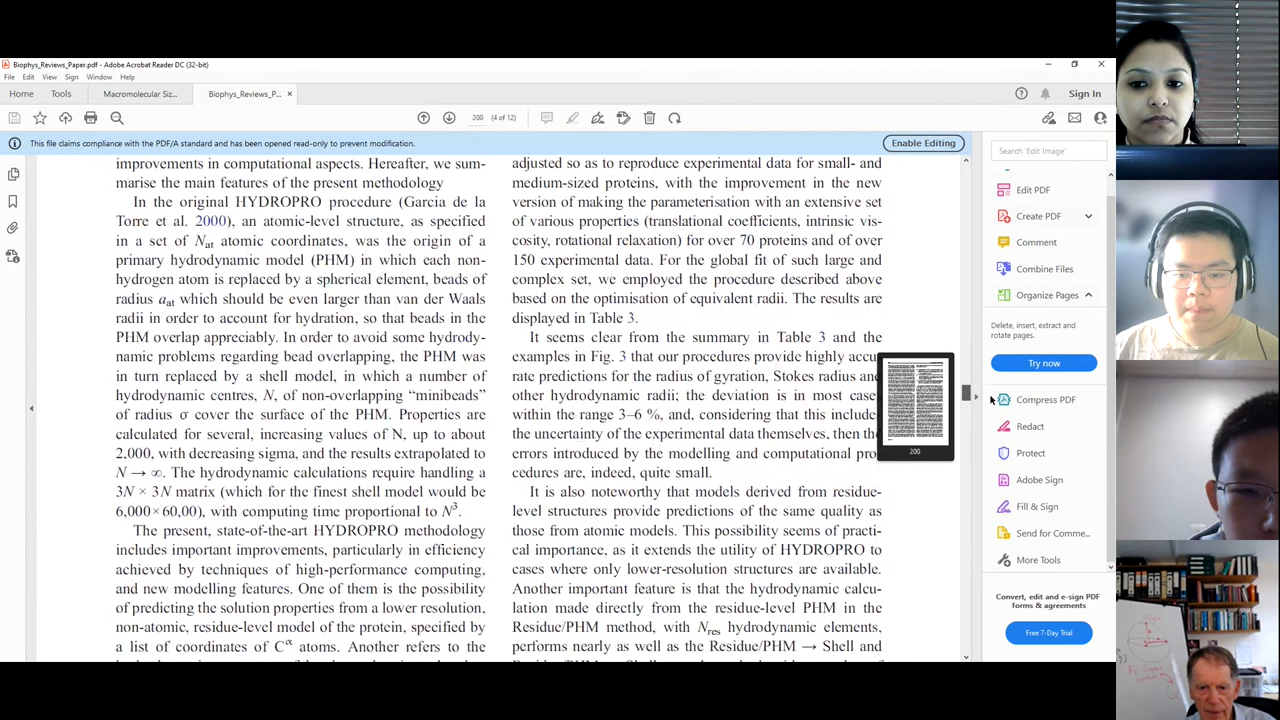 Biophys_Reviews_Paper.pdf - Adobe Acrobat Reader DC (32-bit)
File Edit View Sign Window Help
Home Tools Macromolecular Siz... Biophys_Reviews_P... × Sign In
200 (4 of 12)
This file claims compliance with the PDF/A standard and has been opened read-only to prevent modification. Enable Editing
improvements in computational aspects. Hereafter we sum-
marise the main features of the present methodology
In the original HYDROPRO procedure (Garcia de la
Torre et al. 2000), an atomic-level structure, as specified
in a set of Nat atomic coordinates, was the origin of a
primary hydrodynamic model (PHM) in which each non-
hydrogen atom is replaced by a spherical element, beads of
radius aat which should be even larger than van der Waals
radii in order to account for hydration, so that beads in the
PHM overlap appreciably. In order to avoid some hydrody-
namic problems regarding bead overlapping, the PHM was
in turn replaced by a shell model, in which a number of
hydrodynamic centres, N, of non-overlapping “minibeads”
of radius σ cover the surface of the PHM. Properties are
calculated for several, increasing values of N, up to about
2,000, with decreasing sigma, and the results extrapolated to
N → ∞. The hydrodynamic calculations require handling a
3N × 3N matrix (which for the finest shell model would be
6,000×60,00), with computing time proportional to N³.
The present, state-of-the-art HYDROPRO methodology
includes important improvements, particularly in efficiency
achieved by techniques of high-performance computing,
and new modelling features. One of them is the possibility
of predicting the solution properties from a lower resolution,
non-atomic, residue-level model of the protein, specified by
a list of coordinates of Cα atoms. Another refers to the
adjusted so as to reproduce experimental data for small- and
medium-sized proteins, with the improvement in the new
version of making the parameterisation with an extensive set
of various properties (translational coefficients, intrinsic vis-
cosity, rotational relaxation) for over 70 proteins and of over
150 experimental data. For the global fit of such large and
complex set, we employed the procedure described above
based on the optimisation of equivalent radii. The results are
displayed in Table 3.
It seems clear from the summary in Table 3 and the
examples in Fig. 3 that our procedures provide highly accu
rate predictions for the radius of gyration, Stokes radius and
other hydrodynamic radii, the deviation is in most case
within the range 3–6 % and, considering that this include
the uncertainty of the experimental data themselves, then the
errors introduced by the modelling and computational pro
cedures are, indeed, quite small.
It is also noteworthy that models derived from residue-
level structures provide predictions of the same quality as
those from atomic models. This possibility seems of practi-
cal importance, as it extends the utility of HYDROPRO to
cases where only lower-resolution structures are available.
Another important feature is that the hydrodynamic calcu-
lation made directly from the residue-level PHM in the
Residue/PHM method, with Nres hydrodynamic elements,
performs nearly as well as the Residue/PHM → Shell and
200
Search 'Edit Image'
Edit PDF
Create PDF
Comment
Combine Files
Organize Pages
Delete, insert, extract and
rotate pages.
Try now
Compress PDF
Redact
Protect
Adobe Sign
Fill & Sign
Send for Comme...
More Tools
Convert, edit and e-sign PDF
forms & agreements
Free 7-Day Trial